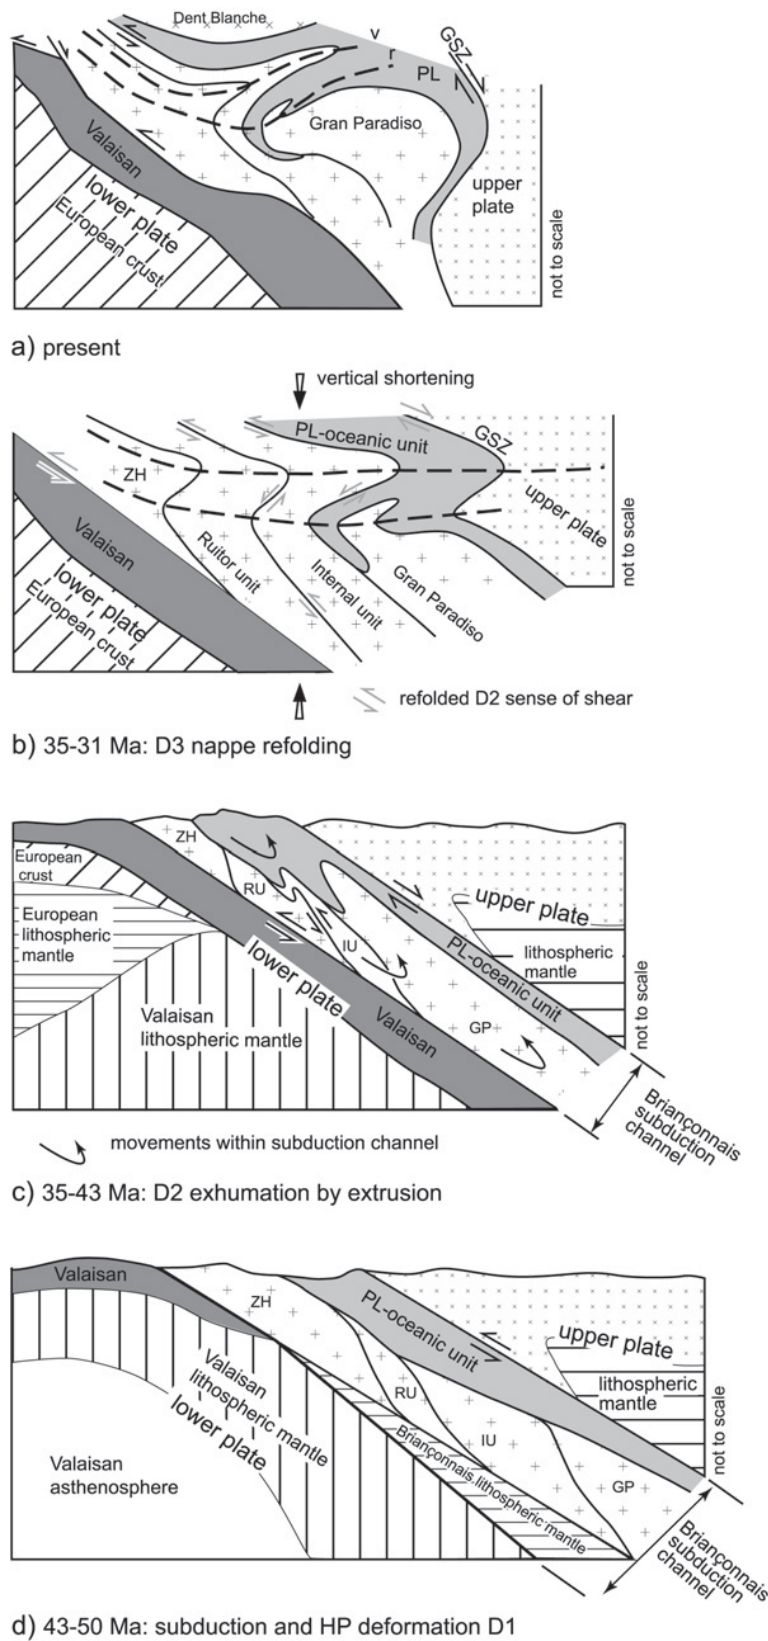 Dent Blanche
v
GSZ
r
PL
Gran Paradiso
Valaisan
upper
plate
lower plate
European crust
not to scale
a) present
vertical shortening
PL-oceanic unit
GSZ
ZH
upper plate
Valaisan
Ruitor unit
Internal unit
Gran Paradiso
lower plate
European crust
not to scale
refolded D2 sense of shear
b) 35-31 Ma: D3 nappe refolding
ZH
European
crust
RU
upper plate
European
lithospheric
mantle
IU
lower plate
PL-oceanic unit
lithospheric
mantle
Valaisan
lithospheric mantle
Valaisan
GP
not to scale
Briançonnais
subduction
channel
movements within subduction channel
c) 35-43 Ma: D2 exhumation by extrusion
Valaisan
ZH
PL-oceanic unit
upper plate
Valaisan
lithospheric mantle
lower plate
RU
lithospheric
mantle
IU
Briançonnais lithospheric mantle
Valaisan
asthenosphere
GP
not to scale
Briançonnais
subduction
channel
d) 43-50 Ma: subduction and HP deformation D1